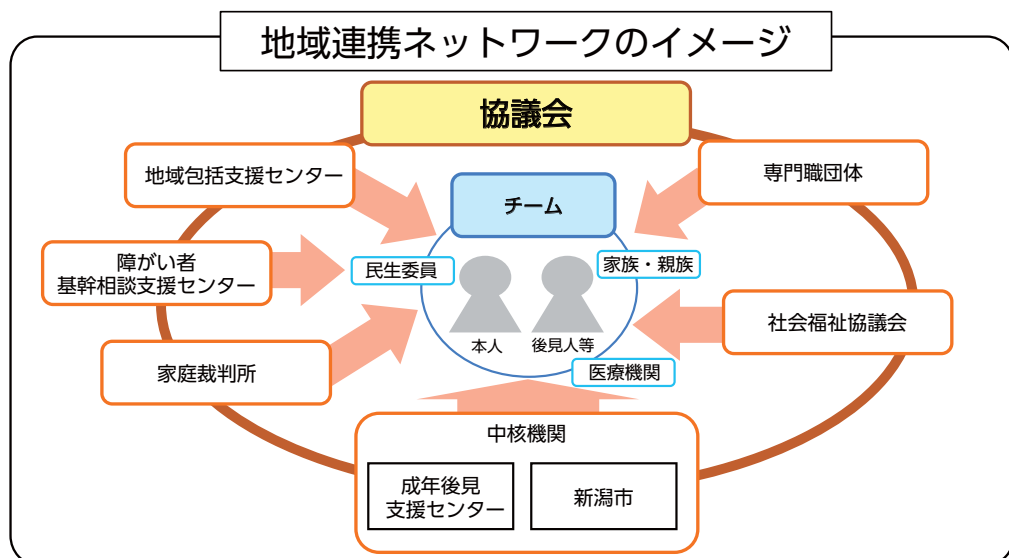 地域連携ネットワークのイメージ
協議会
地域包括支援センター
専門職団体
チーム
障がい者
基幹相談支援センター
民生委員
家族・親族
本人
後見人等
社会福祉協議会
家庭裁判所
医療機関
中核機関
成年後見
支援センター
新潟市